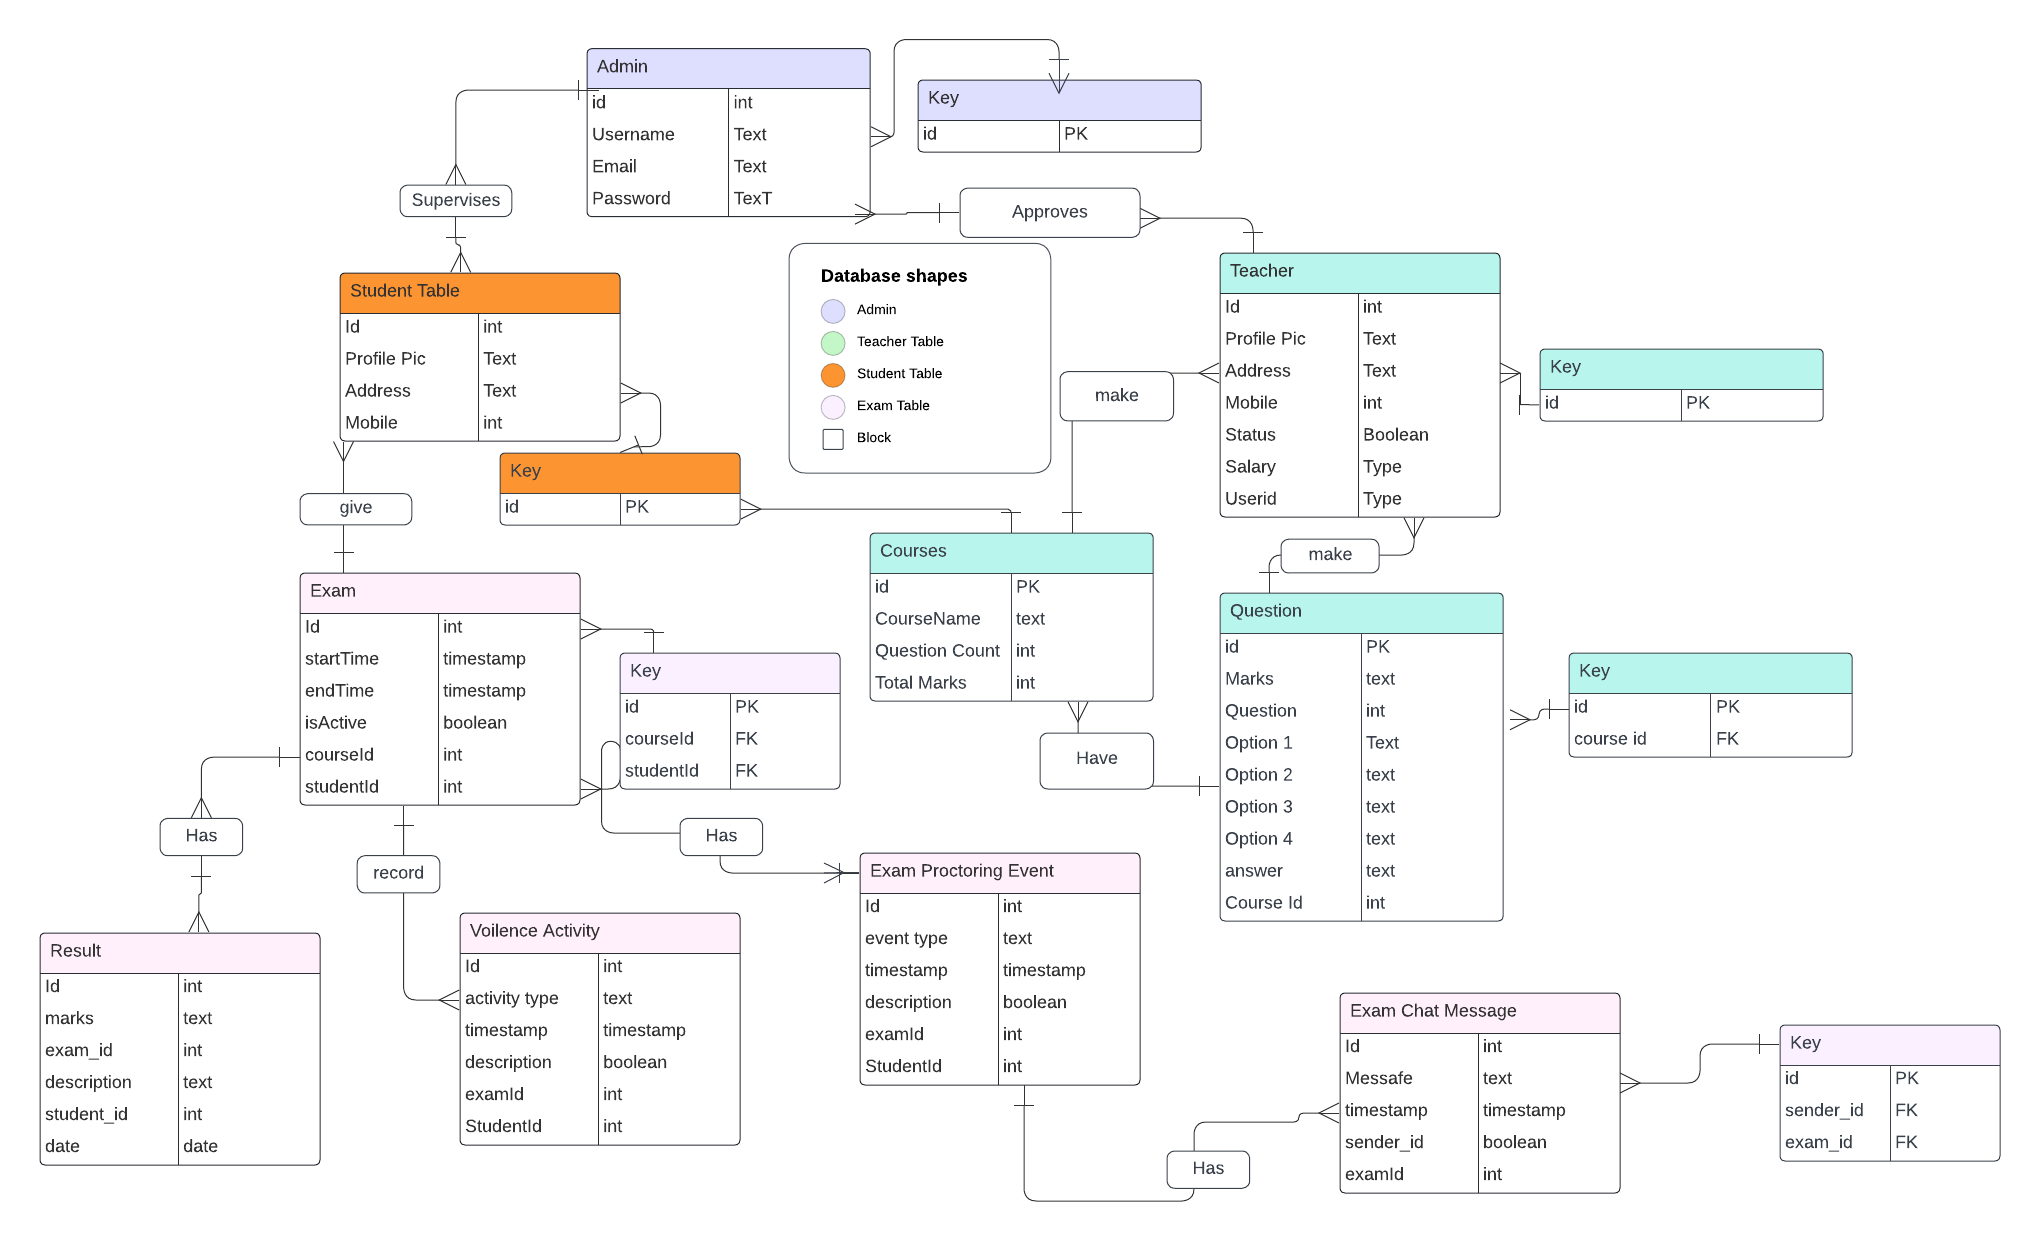 Admin
id int
Username Text
Email Text
Password TexT
Key
id PK
Supervises
Approves
Student Table
Id int
Profile Pic Text
Address Text
Mobile int
Database shapes
Admin
Teacher Table
Student Table
Exam Table
Block
Teacher
Id int
Profile Pic Text
Address Text
Mobile int
Status Boolean
Salary Type
Userid Type
Key
id PK
make
Key
id PK
give
make
Courses
id PK
CourseName text
Question Count int
Total Marks int
Exam
Id int
startTime timestamp
endTime timestamp
isActive boolean
courseId int
studentId int
Key
id PK
courseId FK
studentId FK
Question
id PK
Marks text
Question int
Option 1 Text
Option 2 text
Option 3 text
Option 4 text
answer text
Course Id int
Key
id PK
course id FK
Have
Has
record
Has
Result
Id int
marks text
exam_id int
description text
student_id int
date date
Voilence Activity
Id int
activity type text
timestamp timestamp
description boolean
examId int
StudentId int
Exam Proctoring Event
Id int
event type text
timestamp timestamp
description boolean
examId int
StudentId int
Has
Exam Chat Message
Id int
Messafe text
timestamp timestamp
sender_id boolean
examId int
Key
id PK
sender_id FK
exam_id FK